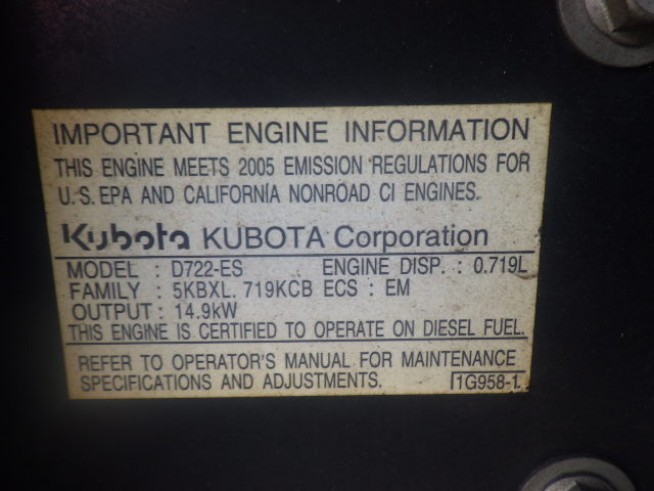 IMPORTANT ENGINE INFORMATION
THIS ENGINE MEETS 2005 EMISSION REGULATIONS FOR
U.S. EPA AND CALIFORNIA NONROAD CI ENGINES.
Kubota KUBOTA Corporation
MODEL : D722-ES ENGINE DISP. : 0.719L
FAMILY : 5KBXL. 719KCB ECS : EM
OUTPUT : 14.9kW
THIS ENGINE IS CERTIFIED TO OPERATE ON DIESEL FUEL.
REFER TO OPERATOR'S MANUAL FOR MAINTENANCE
SPECIFICATIONS AND ADJUSTMENTS. 1G958-1